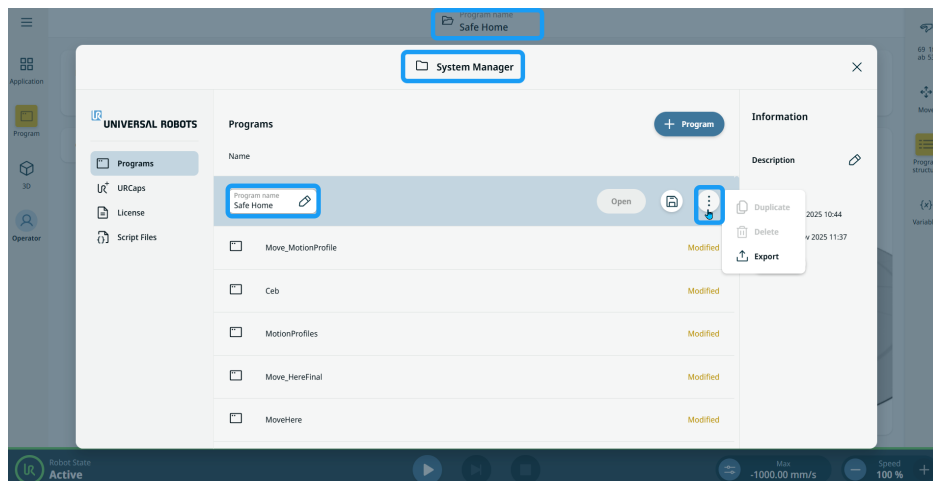 Program name
Safe Home
System Manager
Application
Program
3D
Operator
UNIVERSAL ROBOTS
Programs
URCaps
License
Script Files
Programs
+ Program
Name
Program name
Safe Home
Open
Move_MotionProfile
Modified
Ceb
Modified
MotionProfiles
Modified
Move_HereFinal
Modified
MoveHere
Modified
Information
Description
Duplicate
Delete
Export
2025 10:44
2025 11:37
Move
{x}
Robot State
Active
Max
-1000.00 mm/s
Speed
100 %